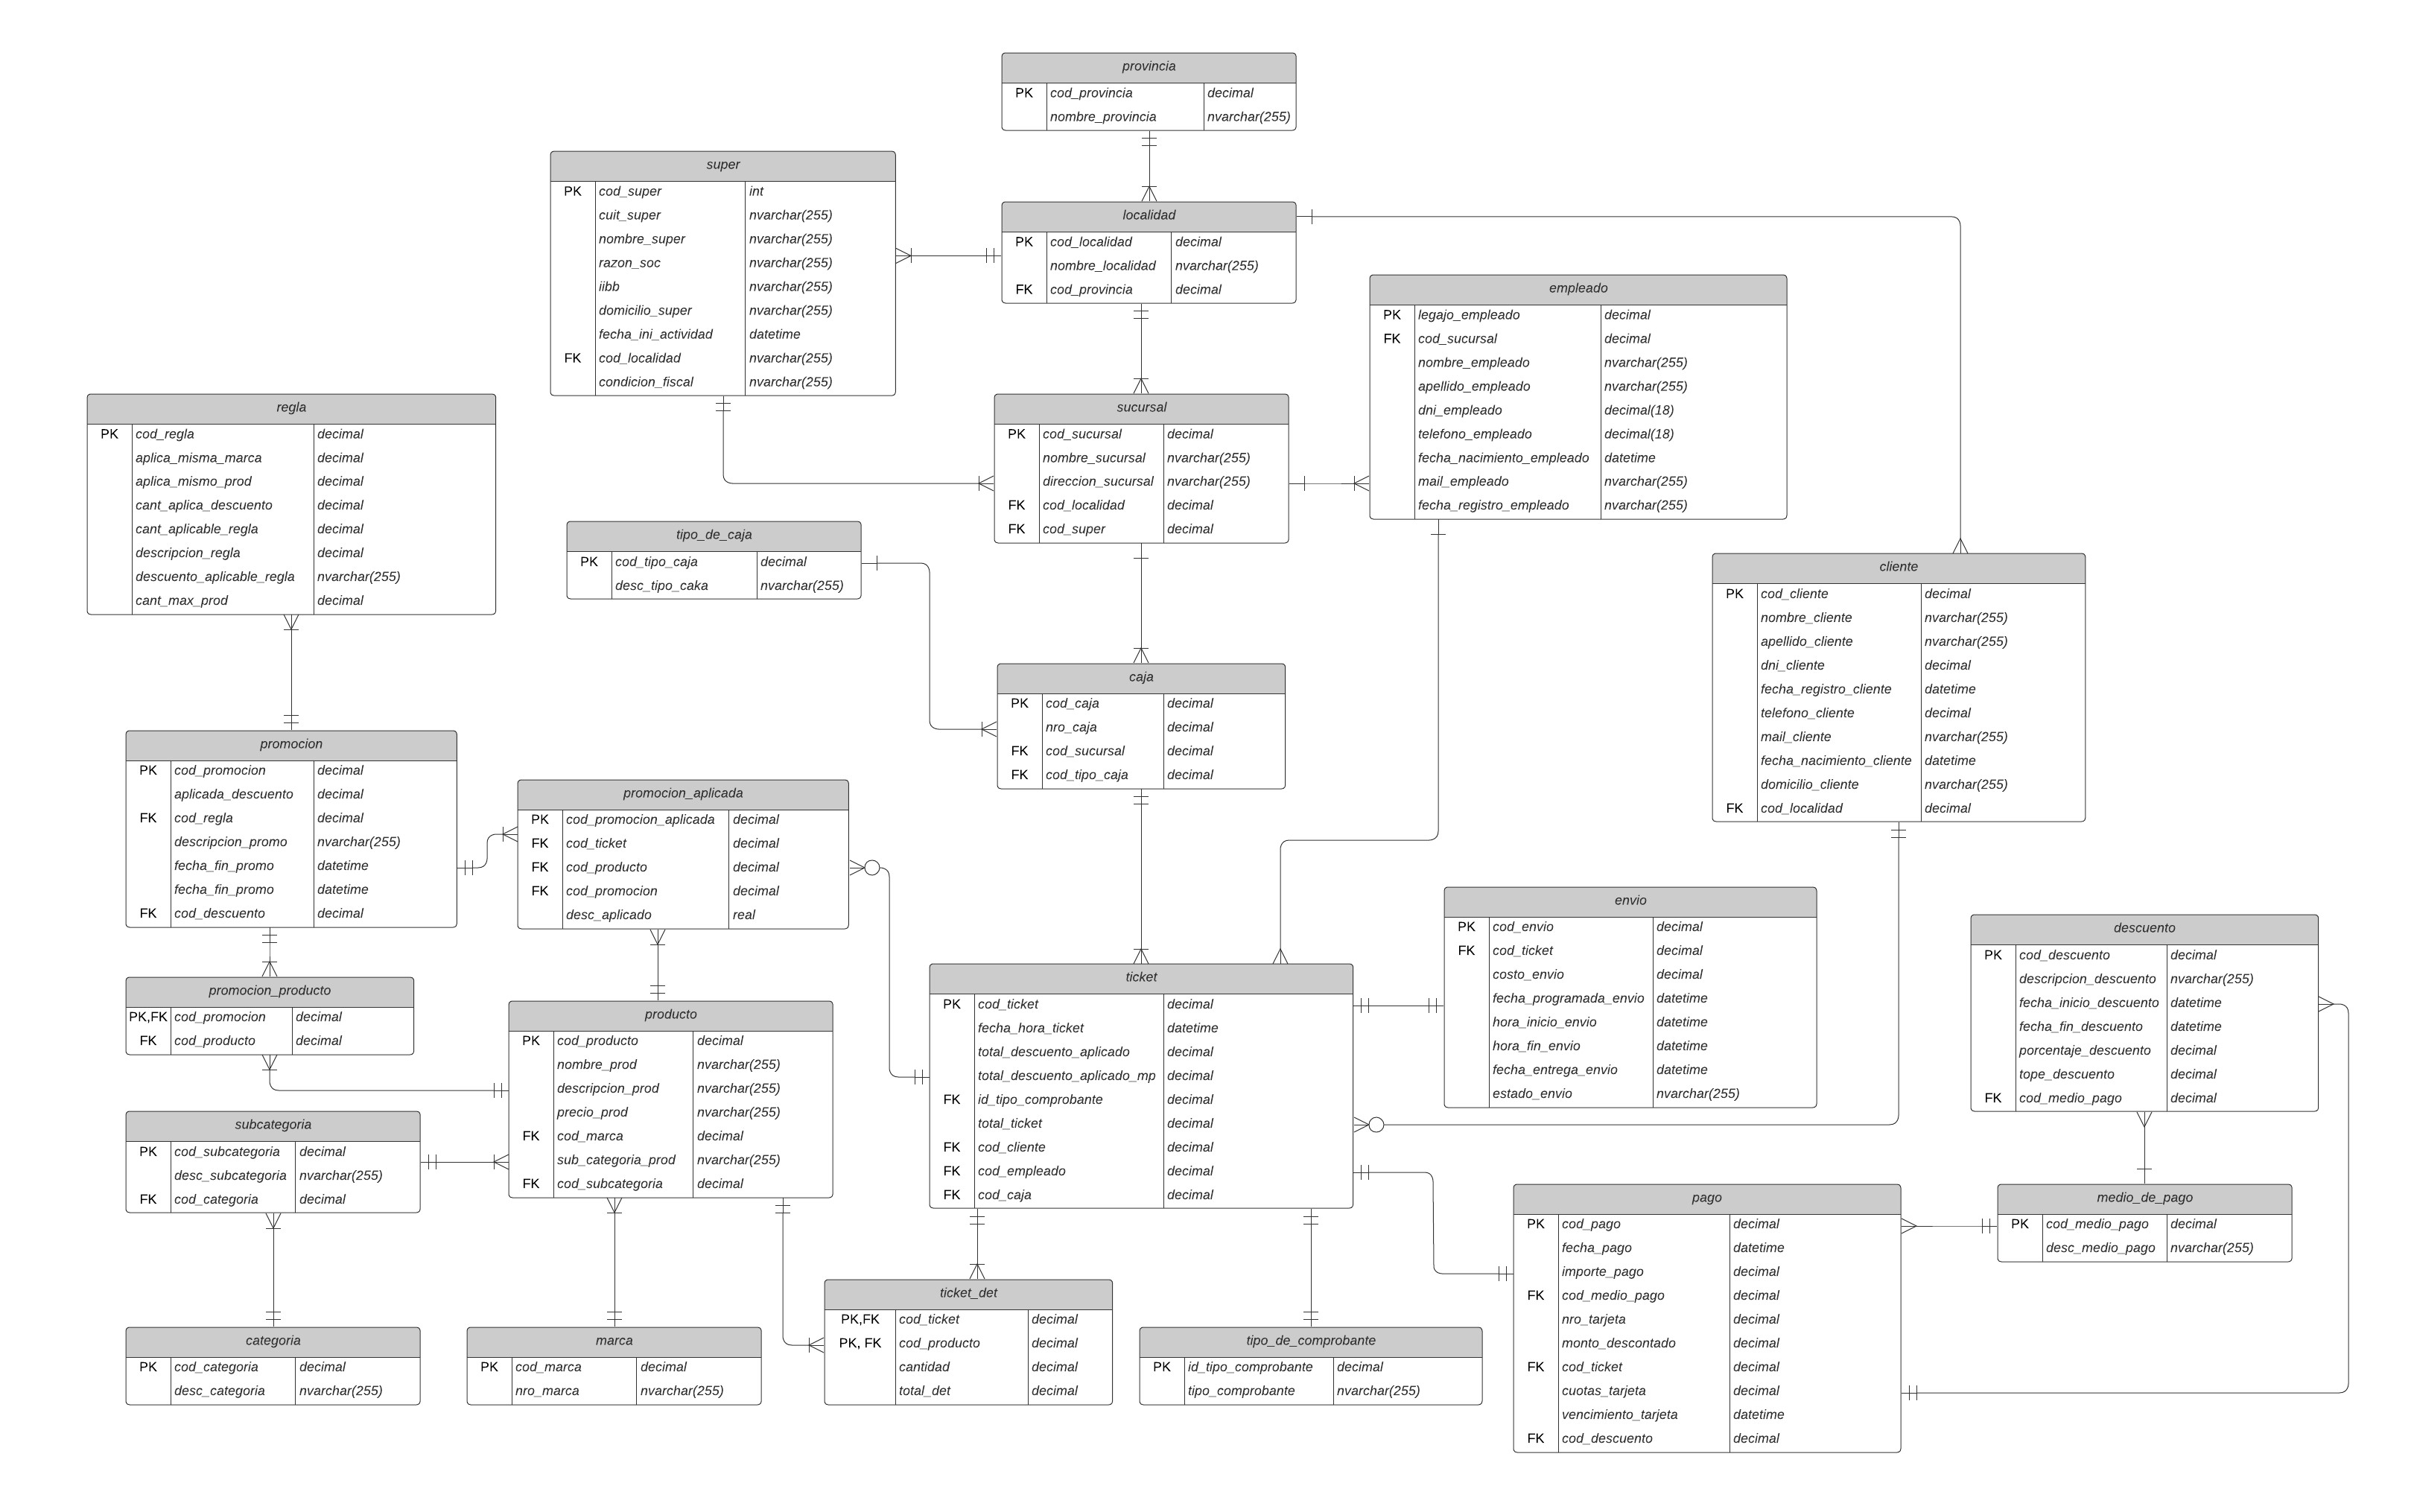 provincia
PK cod_provincia decimal
nombre_provincia nvarchar(255)
super
PK cod_super int
cuit_super nvarchar(255)
nombre_super nvarchar(255)
razon_soc nvarchar(255)
iibb nvarchar(255)
domicilio_super nvarchar(255)
fecha_ini_actividad datetime
FK cod_localidad nvarchar(255)
condicion_fiscal nvarchar(255)
localidad
PK cod_localidad decimal
nombre_localidad nvarchar(255)
FK cod_provincia decimal
empleado
PK legajo_empleado decimal
FK cod_sucursal decimal
nombre_empleado nvarchar(255)
apellido_empleado nvarchar(255)
dni_empleado decimal(18)
telefono_empleado decimal(18)
fecha_nacimiento_empleado datetime
mail_empleado nvarchar(255)
fecha_registro_empleado nvarchar(255)
regla
PK cod_regla decimal
aplica_misma_marca decimal
aplica_mismo_prod decimal
cant_aplica_descuento decimal
cant_aplicable_regla decimal
descripcion_regla decimal
descuento_aplicable_regla nvarchar(255)
cant_max_prod decimal
sucursal
PK cod_sucursal decimal
nombre_sucursal nvarchar(255)
direccion_sucursal nvarchar(255)
FK cod_localidad decimal
FK cod_super decimal
tipo_de_caja
PK cod_tipo_caja decimal
desc_tipo_caka nvarchar(255)
cliente
PK cod_cliente decimal
nombre_cliente nvarchar(255)
apellido_cliente nvarchar(255)
dni_cliente decimal
fecha_registro_cliente datetime
telefono_cliente decimal
mail_cliente nvarchar(255)
fecha_nacimiento_cliente datetime
domicilio_cliente nvarchar(255)
FK cod_localidad decimal
caja
PK cod_caja decimal
nro_caja decimal
FK cod_sucursal decimal
FK cod_tipo_caja decimal
promocion
PK cod_promocion decimal
aplicada_descuento decimal
FK cod_regla decimal
descripcion_promo nvarchar(255)
fecha_fin_promo datetime
fecha_fin_promo datetime
FK cod_descuento decimal
promocion_aplicada
PK cod_promocion_aplicada decimal
FK cod_ticket decimal
FK cod_producto decimal
FK cod_promocion decimal
desc_aplicado real
envio
PK cod_envio decimal
FK cod_ticket decimal
costo_envio decimal
fecha_programada_envio datetime
hora_inicio_envio datetime
hora_fin_envio datetime
fecha_entrega_envio datetime
estado_envio nvarchar(255)
descuento
PK cod_descuento decimal
descripcion_descuento nvarchar(255)
fecha_inicio_descuento datetime
fecha_fin_descuento datetime
porcentaje_descuento decimal
tope_descuento decimal
FK cod_medio_pago decimal
ticket
PK cod_ticket decimal
fecha_hora_ticket datetime
total_descuento_aplicado decimal
total_descuento_aplicado_mp decimal
FK id_tipo_comprobante decimal
total_ticket decimal
FK cod_cliente decimal
FK cod_empleado decimal
FK cod_caja decimal
promocion_producto
PK,FK cod_promocion decimal
FK cod_producto decimal
producto
PK cod_producto decimal
nombre_prod nvarchar(255)
descripcion_prod nvarchar(255)
precio_prod nvarchar(255)
FK cod_marca decimal
sub_categoria_prod nvarchar(255)
FK cod_subcategoria decimal
subcategoria
PK cod_subcategoria decimal
desc_subcategoria nvarchar(255)
FK cod_categoria decimal
pago
PK cod_pago decimal
fecha_pago datetime
importe_pago decimal
FK cod_medio_pago decimal
nro_tarjeta decimal
monto_descontado decimal
FK cod_ticket decimal
cuotas_tarjeta decimal
vencimiento_tarjeta datetime
FK cod_descuento decimal
medio_de_pago
PK cod_medio_pago decimal
desc_medio_pago nvarchar(255)
ticket_det
PK,FK cod_ticket decimal
PK, FK cod_producto decimal
cantidad decimal
total_det decimal
categoria
PK cod_categoria decimal
desc_categoria nvarchar(255)
marca
PK cod_marca decimal
nro_marca nvarchar(255)
tipo_de_comprobante
PK id_tipo_comprobante decimal
tipo_comprobante nvarchar(255)